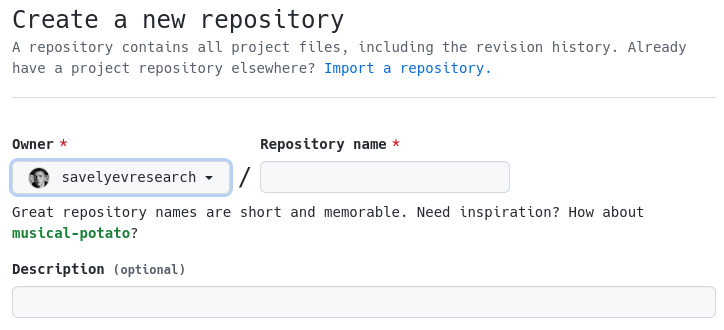 Create a new repository
A repository contains all project files, including the revision history. Already
have a project repository elsewhere? Import a repository.
Owner * Repository name *
savelyevresearch /
Great repository names are short and memorable. Need inspiration? How about
musical-potato?
Description (optional)